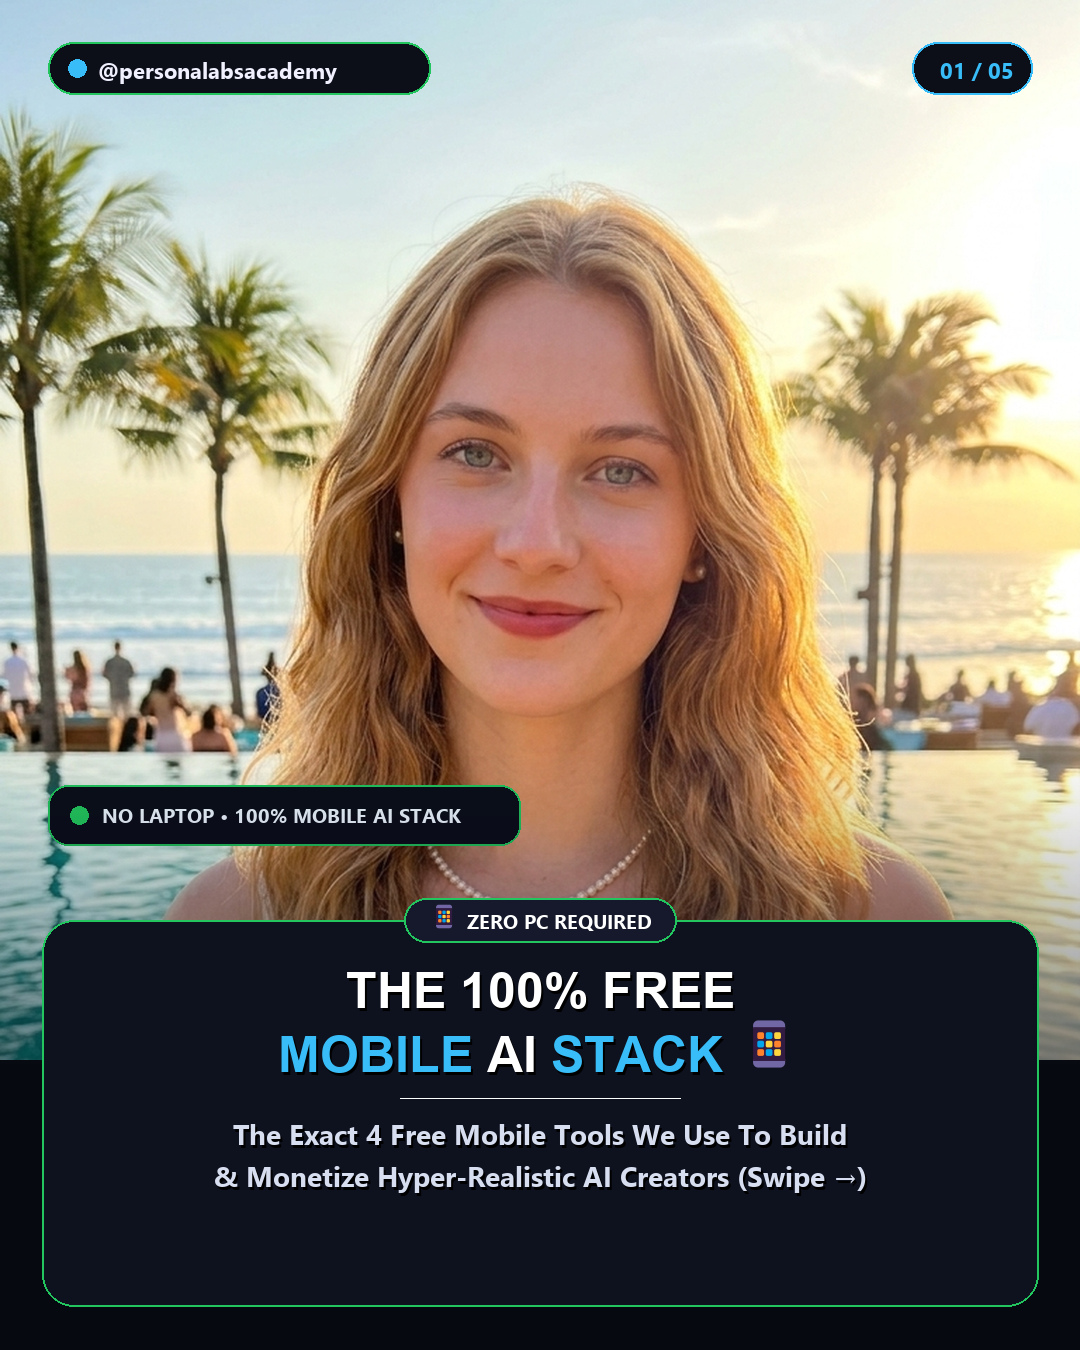 @personalabsacademy
01 / 05
NO LAPTOP • 100% MOBILE AI STACK
ZERO PC REQUIRED
THE 100% FREE
MOBILE AI STACK
The Exact 4 Free Mobile Tools We Use To Build
& Monetize Hyper-Realistic AI Creators (Swipe →)